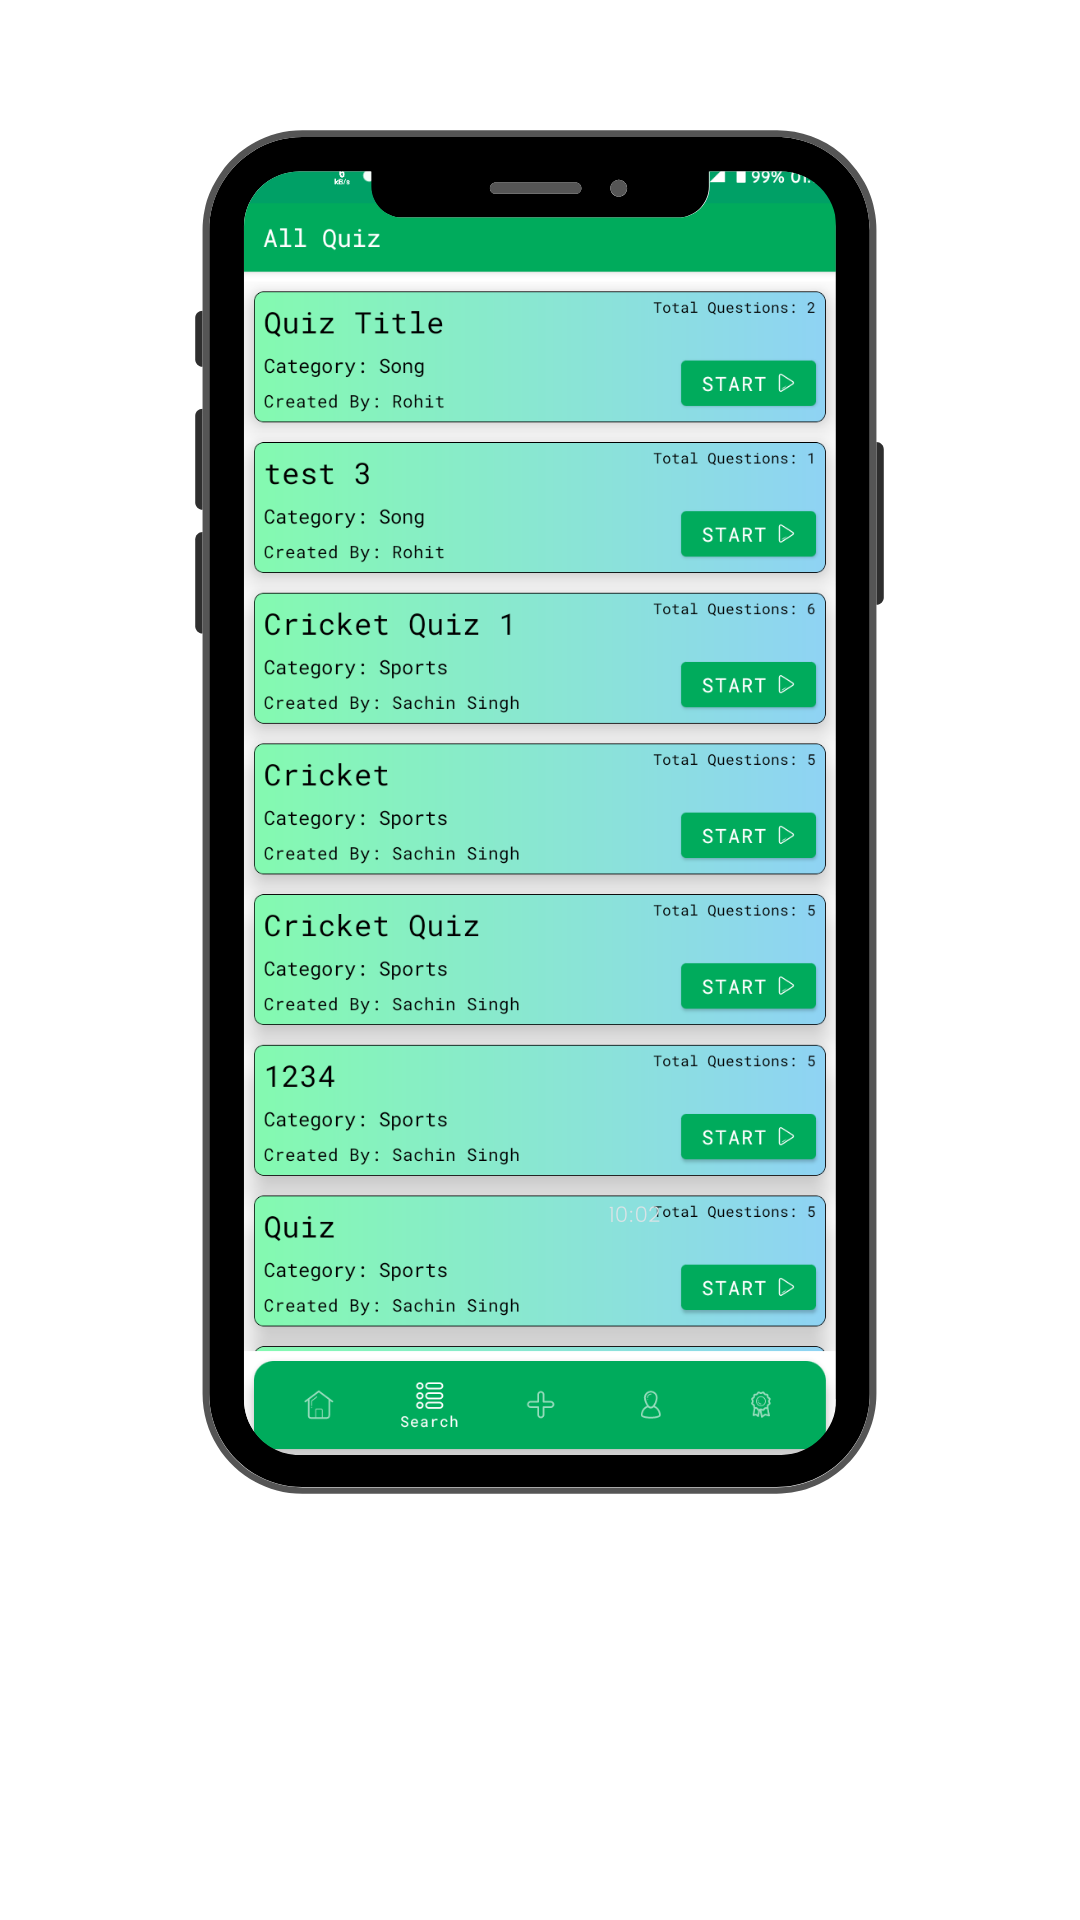 kB/s
99%
All Quiz
Quiz Title
Total Questions: 2
Category: Song
START
Created By: Rohit
test 3
Total Questions: 1
Category: Song
START
Created By: Rohit
Cricket Quiz 1
Total Questions: 6
Category: Sports
START
Created By: Sachin Singh
Cricket
Total Questions: 5
Category: Sports
START
Created By: Sachin Singh
Cricket Quiz
Total Questions: 5
Category: Sports
START
Created By: Sachin Singh
1234
Total Questions: 5
Category: Sports
START
Created By: Sachin Singh
Quiz
10:02
Total Questions: 5
Category: Sports
START
Created By: Sachin Singh
Search